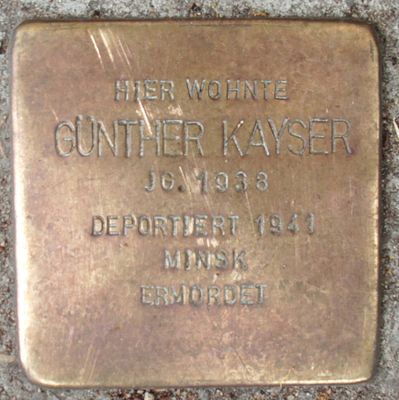 HIER WOHNTE
GÜNTHER KAYSER
JG. 1938
DEPORTIERT 1941
MINSK
ERMORDET